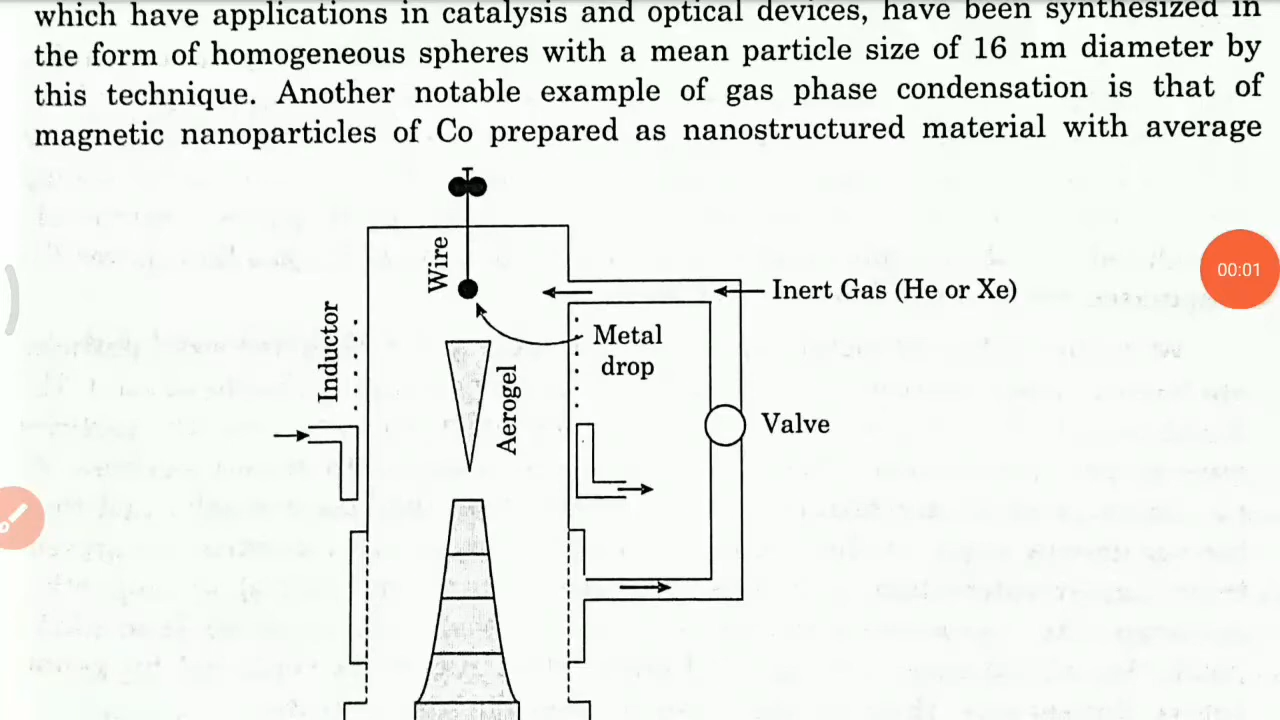 which have applications in catalysis and optical devices, have been synthesized in
the form of homogeneous spheres with a mean particle size of 16 nm diameter by
this technique. Another notable example of gas phase condensation is that of
magnetic nanoparticles of Co prepared as nanostructured material with average
Wire
Inert Gas (He or Xe)
00:01
Inductor
Metal
drop
Aerogel
Valve